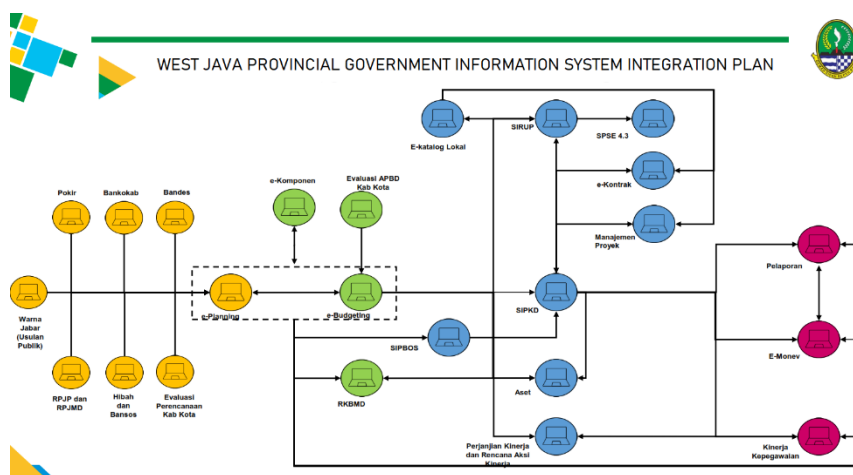 WEST JAVA PROVINCIAL GOVERNMENT INFORMATION SYSTEM INTEGRATION PLAN
E-katalog Lokal
SIRUP
SPSE 4.3
Pokir
Bankokab
Bandes
e-Komponen
Evaluasi APBD
Kab Kota
e-Kontrak
Manajemen
Proyek
Pelaporan
Warna
Jabar
(Usulan
Publik)
e-Planning
e-Budgeting
SIPKD
SIPBOS
E-Monev
RPJP dan
RPJMD
Hibah
dan
Bansos
Evaluasi
Perencanaan
Kab Kota
RKBMD
Aset
Perjanjian Kinerja
dan Rencana Aksi
Kinerja
Kinerja
Kepegawaian